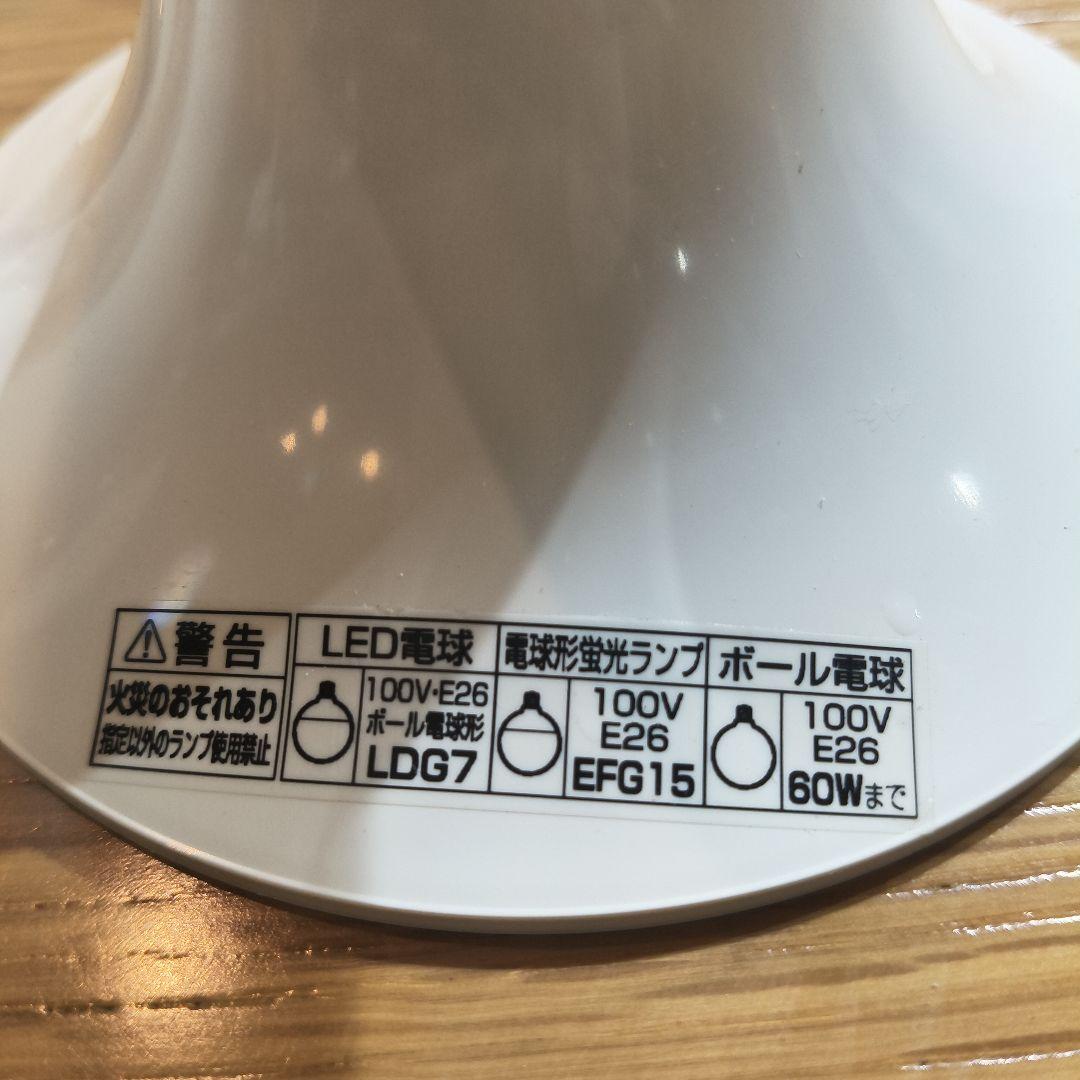 ⚠警告
火災のおそれあり
指定以外のランプ使用禁止
LED電球
100V・E26
ボール電球形
LDG7
電球形蛍光ランプ
100V
E26
EFG15
ボール電球
100V
E26
60Wまで